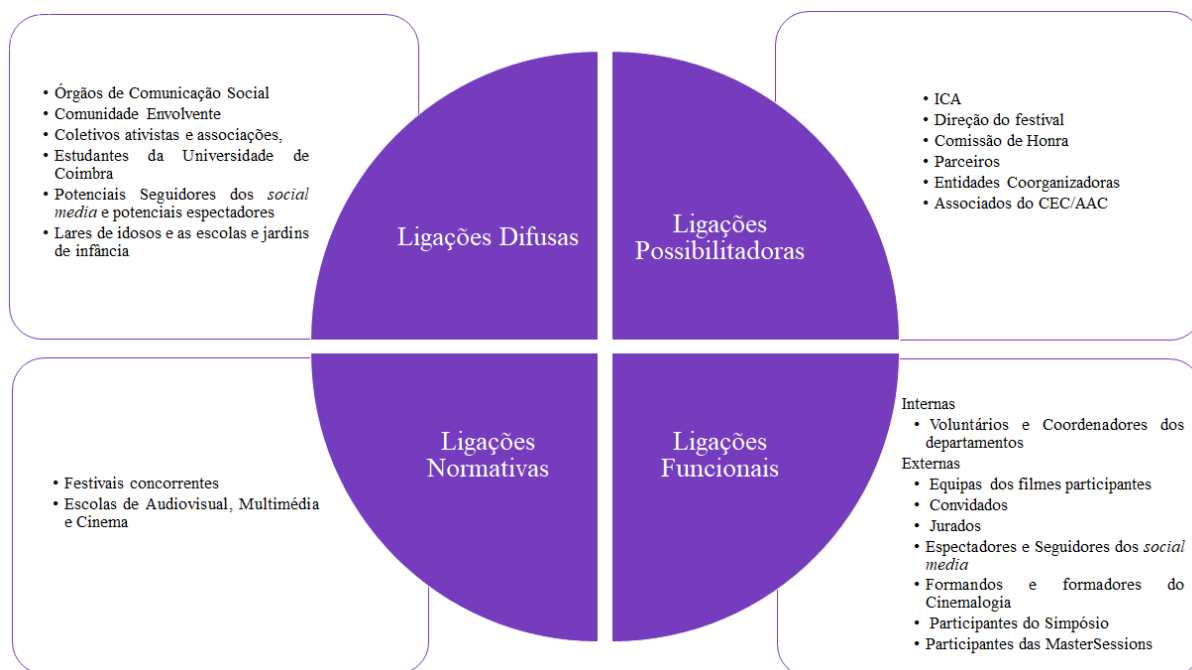 • Órgãos de Comunicação Social
• Comunidade Envolvente
• Coletivos ativistas e associações,
• Estudantes da Universidade de
Coimbra
• Potenciais Seguidores dos social
media e potenciais espectadores
• Lares de idosos e as escolas e jardins
de infância
Ligações Difusas
Ligações
Possibilitadoras
• ICA
• Direção do festival
• Comissão de Honra
• Parceiros
• Entidades Coorganizadoras
• Associados do CEC/AAC
• Festivais concorrentes
• Escolas de Audiovisual, Multimédia
e Cinema
Ligações
Normativas
Ligações
Funcionais
Internas
• Voluntários e Coordenadores dos
departamentos
Externas
• Equipas dos filmes participantes
• Convidados
• Jurados
• Espectadores e Seguidores dos social
media
• Formandos e formadores do
Cinemalogia
• Participantes do Simpósio
• Participantes das MasterSessions